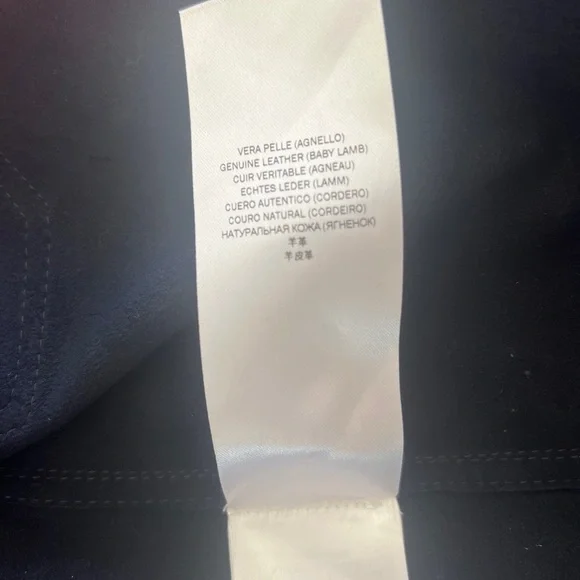 VERA PELLE (AGNELLO)
GENUINE LEATHER (BABY LAMB)
CUIR VERITABLE (AGNEAU)
ECHTES LEDER (LAMM)
CUERO AUTENTICO (CORDERO)
COURO NATURAL (CORDEIRO)
НАТУРАЛЬНАЯ КОЖА (ЯГНЕНОК)
羊革
羊皮革